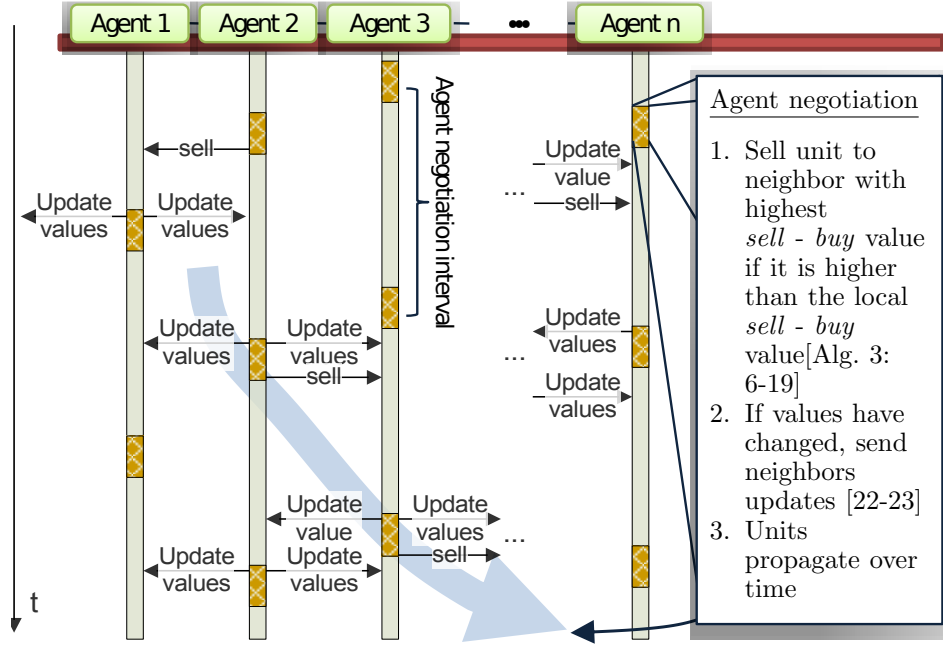 Agent 1
Agent 2
Agent 3
•••
Agent n
Agent negotiation interval
sell
Update
values
Update
values
Update
value
...
sell
Update
values
Update
values
sell
Update
values
...
Update
values
Update
value
Update
values
sell
...
Update
values
Update
values
t
Agent negotiation
1. Sell unit to
neighbor with
highest
sell - buy value
if it is higher
than the local
sell - buy
value[Alg. 3:
6-19]
2. If values have
changed, send
neighbors
updates [22-23]
3. Units
propagate over
time